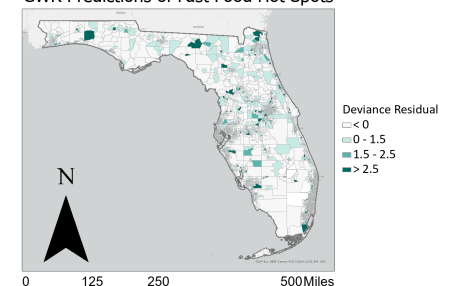 GWR Predictions of Fast Food Hot Spots
Deviance Residual
< 0
0 - 1.5
1.5 - 2.5
> 2.5
N
0 125 250 500 Miles